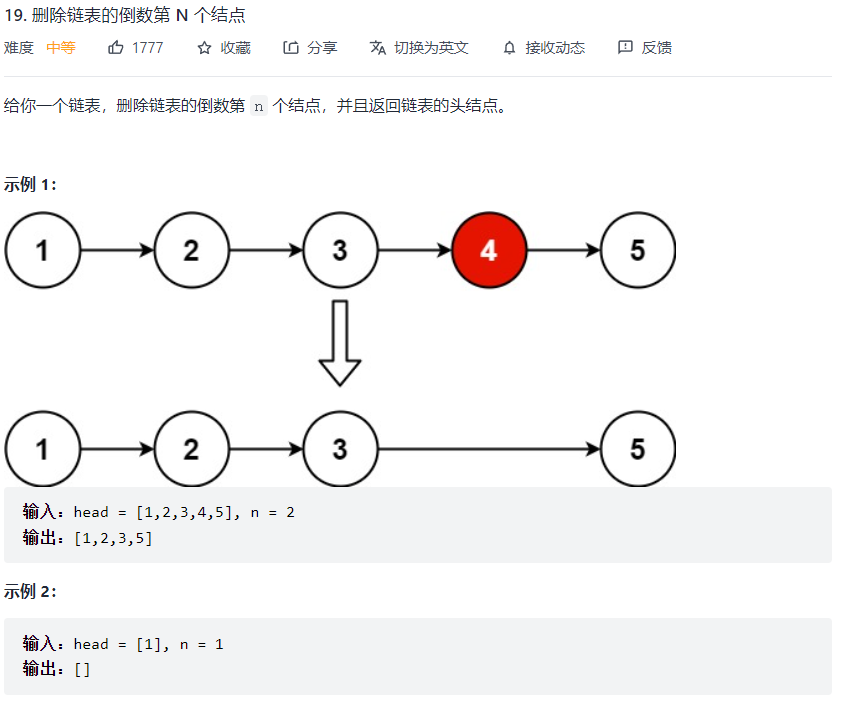 19. 删除链表的倒数第 N 个结点
难度 中等 1777 收藏 分享 切换为英文 接收动态 反馈
给你一个链表，删除链表的倒数第 n 个结点，并且返回链表的头结点。
示例 1：
1 2 3 4 5
1 2 3 5
输入：head = [1,2,3,4,5], n = 2
输出：[1,2,3,5]
示例 2：
输入：head = [1], n = 1
输出：[]